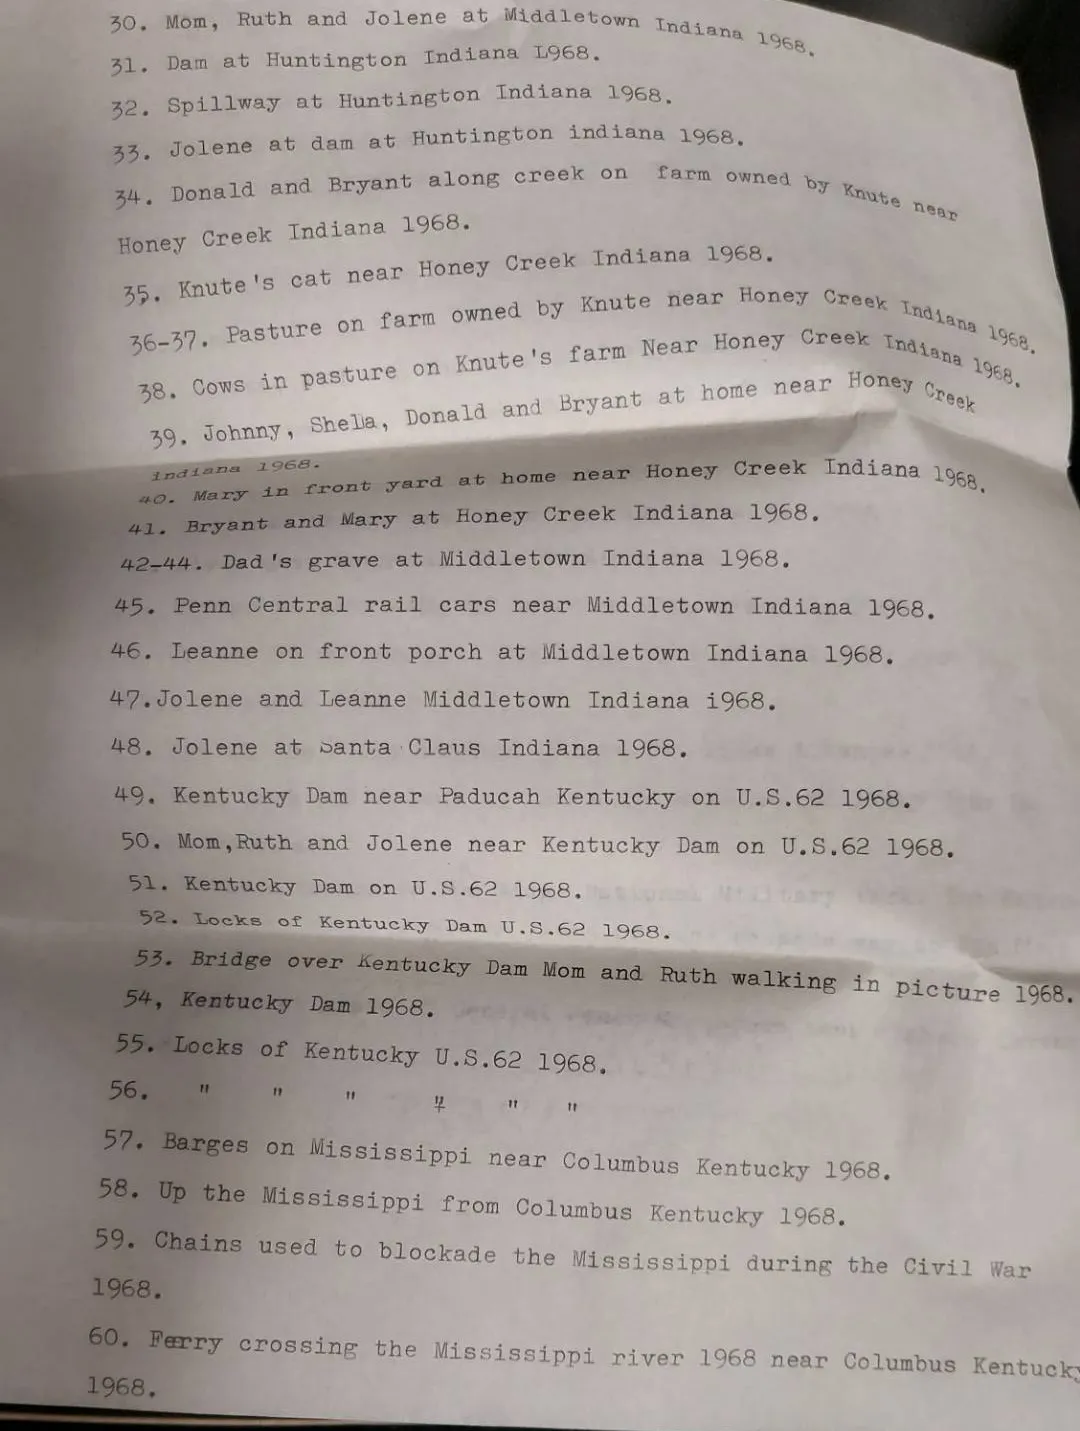 30. Mom, Ruth and Jolene at Middletown Indiana 1968.
31. Dam at Huntington Indiana L968.
32. Spillway at Huntington Indiana 1968.
33. Jolene at dam at Huntington indiana 1968.
34. Donald and Bryant along creek on farm owned by Knute near
Honey Creek Indiana 1968.
35. Knute's cat near Honey Creek Indiana 1968.
36-37. Pasture on farm owned by Knute near Honey Creek Indiana 1968.
38. Cows in pasture on Knute's farm Near Honey Creek Indiana 1968.
39. Johnny, Shela, Donald and Bryant at home near Honey Creek
indiana 1968.
40. Mary in front yard at home near Honey Creek Indiana 1968.
41. Bryant and Mary at Honey Creek Indiana 1968.
42-44. Dad's grave at Middletown Indiana 1968.
45. Penn Central rail cars near Middletown Indiana 1968.
46. Leanne on front porch at Middletown Indiana 1968.
47. Jolene and Leanne Middletown Indiana i968.
48. Jolene at Santa Claus Indiana 1968.
49. Kentucky Dam near Paducah Kentucky on U.S.62 1968.
50. Mom,Ruth and Jolene near Kentucky Dam on U.S.62 1968.
51. Kentucky Dam on U.S.62 1968.
52. Locks of Kentucky Dam U.S.62 1968.
53. Bridge over Kentucky Dam Mom and Ruth walking in picture 1968.
54, Kentucky Dam 1968.
55. Locks of Kentucky U.S.62 1968.
56. " " " " " "
57. Barges on Mississippi near Columbus Kentucky 1968.
58. Up the Mississippi from Columbus Kentucky 1968.
59. Chains used to blockade the Mississippi during the Civil War
1968.
60. Ferry crossing the Mississippi river 1968 near Columbus Kentucky
1968.